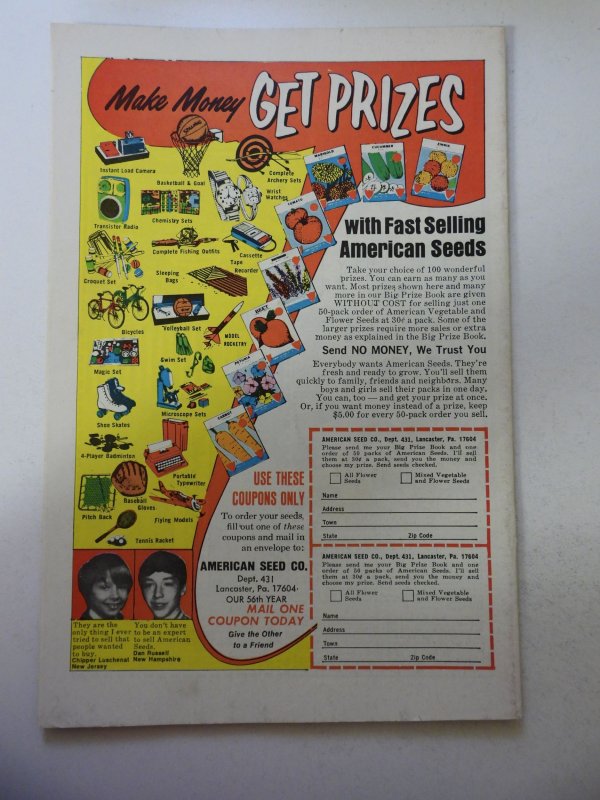 Make Money GET PRIZES
Instant Load Camera
Basketball & Goal
Complete
Archery Sets
Wrist
Watches
Transistor Radio
Chemistry Sets
Complete Fishing Outfits
Cassette
Tape
Recorder
Croquet Set
Sleeping
Bags
Bicycles
Volleyball Set
MODEL
ROCKETRY
Swim Set
Magic Set
Microscope Sets
Shoe Skates
4-Player Badminton
Portable
Typewriter
Baseball
Gloves
Pitch Back
Flying Models
Tennis Racket
MARIGOLD
CUCUMBER
ZINNIA
TOMATO
BEET
PETUNIA
CARROT
with Fast Selling
American Seeds
Take your choice of 100 wonderful
prizes. You can earn as many as you
want. Most prizes shown here and many
more in our Big Prize Book are given
WITHOUT COST for selling just one
50-pack order of American Vegetable and
Flower Seeds at 30¢ a pack. Some of the
larger prizes require more sales or extra
money as explained in the Big Prize Book.
Send NO MONEY, We Trust You
Everybody wants American Seeds. They're
fresh and ready to grow. You'll sell them
quickly to family, friends and neighbors. Many
boys and girls sell their packs in one day.
You can, too — and get your prize at once.
Or, if you want money instead of a prize, keep
$5.00 for every 50-pack order you sell.
USE THESE
COUPONS ONLY
To order your seeds,
fill out one of these
coupons and mail in
an envelope to:
AMERICAN SEED CO.
Dept. 431
Lancaster, Pa. 17604
OUR 56th YEAR
MAIL ONE
COUPON TODAY
Give the Other
to a Friend
They are the
only thing I ever
tried to sell that
people wanted
to buy.
Chipper Luschenat
New Jersey
You don't have
to be an expert
to sell American
Seeds.
Dan Russell
New Hampshire
AMERICAN SEED CO., Dept. 431, Lancaster, Pa. 17604
Please send me your Big Prize Book and one
order of 50 packs of American Seeds. I'll sell
them at 30¢ a pack, send you the money and
choose my prize. Send seeds checked.
All Flower
Seeds
Mixed Vegetable
and Flower Seeds
Name
Address
Town
State Zip Code
AMERICAN SEED CO., Dept. 431, Lancaster, Pa. 17604
Please send me your Big Prize Book and one
order of 50 packs of American Seeds. I'll sell
them at 30¢ a pack, send you the money and
choose my prize. Send seeds checked.
All Flower
Seeds
Mixed Vegetable
and Flower Seeds
Name
Address
Town
State Zip Code